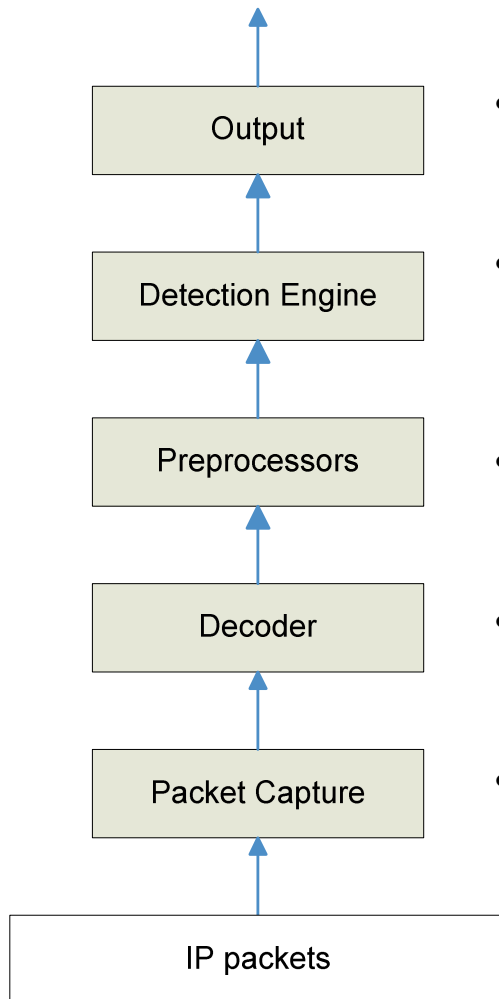 Output
Detection Engine
Preprocessors
Decoder
Packet Capture
IP packets